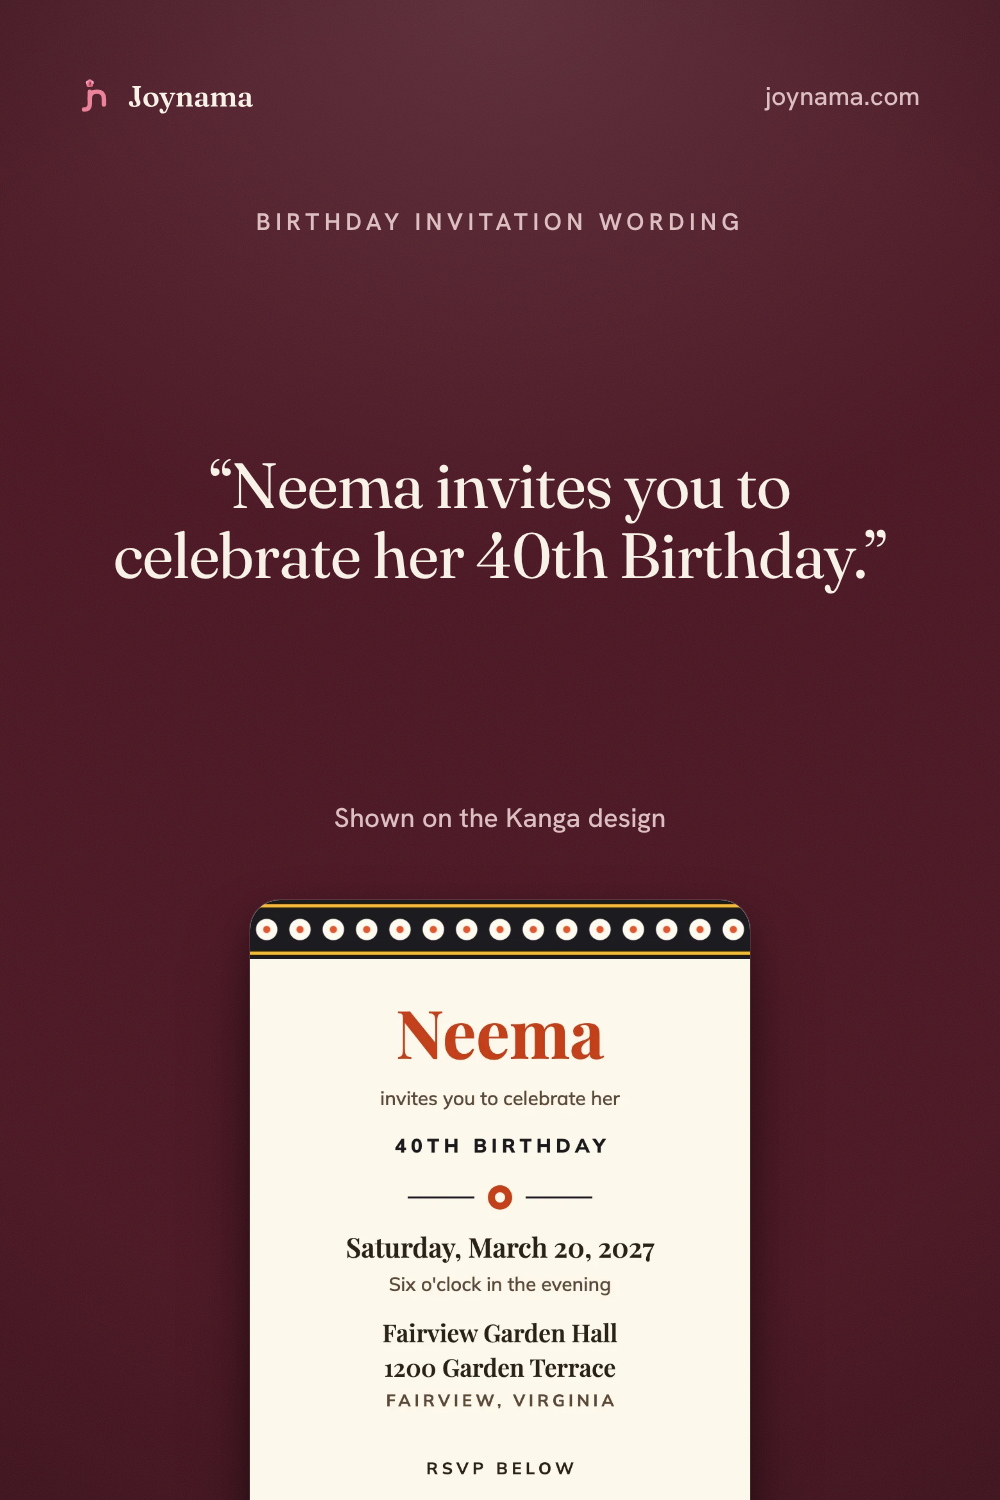 Joynama
joynama.com
BIRTHDAY INVITATION WORDING
“Neema invites you to
celebrate her 40th Birthday.”
Shown on the Kanga design
Neema
invites you to celebrate her
40TH BIRTHDAY
Saturday, March 20, 2027
Six o'clock in the evening
Fairview Garden Hall
1200 Garden Terrace
FAIRVIEW, VIRGINIA
RSVP BELOW